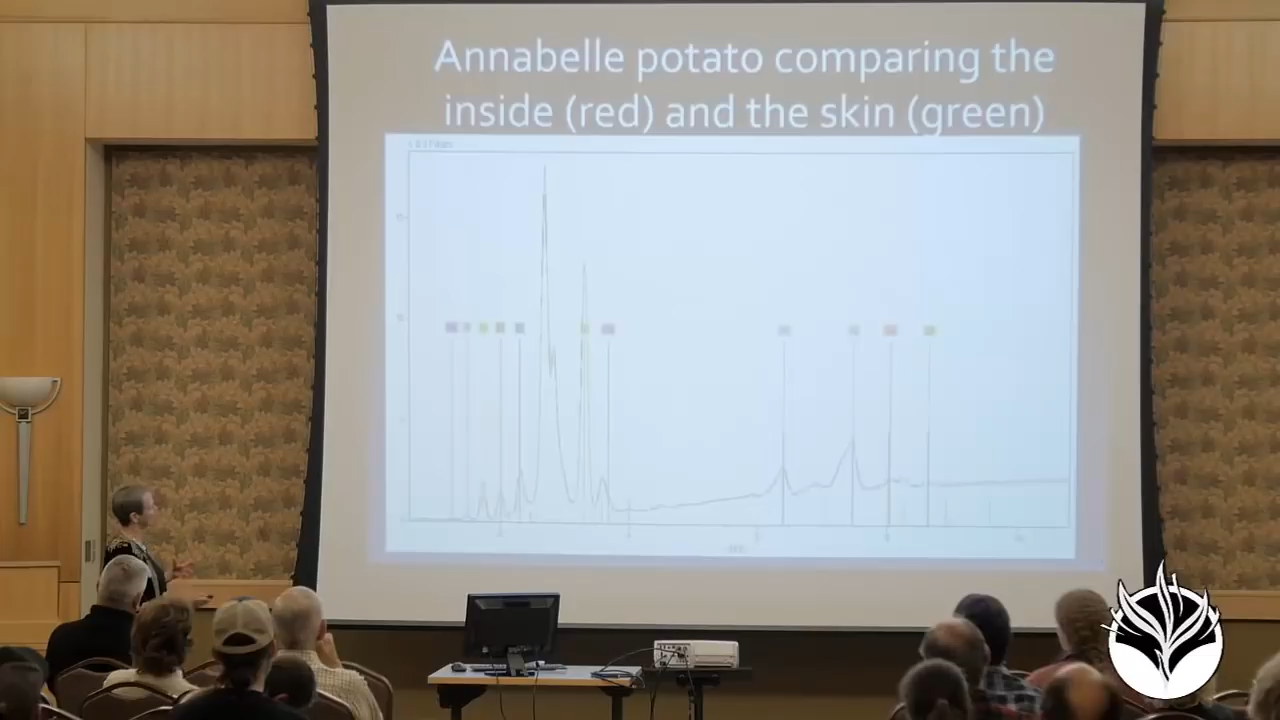 Annabelle potato comparing the
inside (red) and the skin (green)